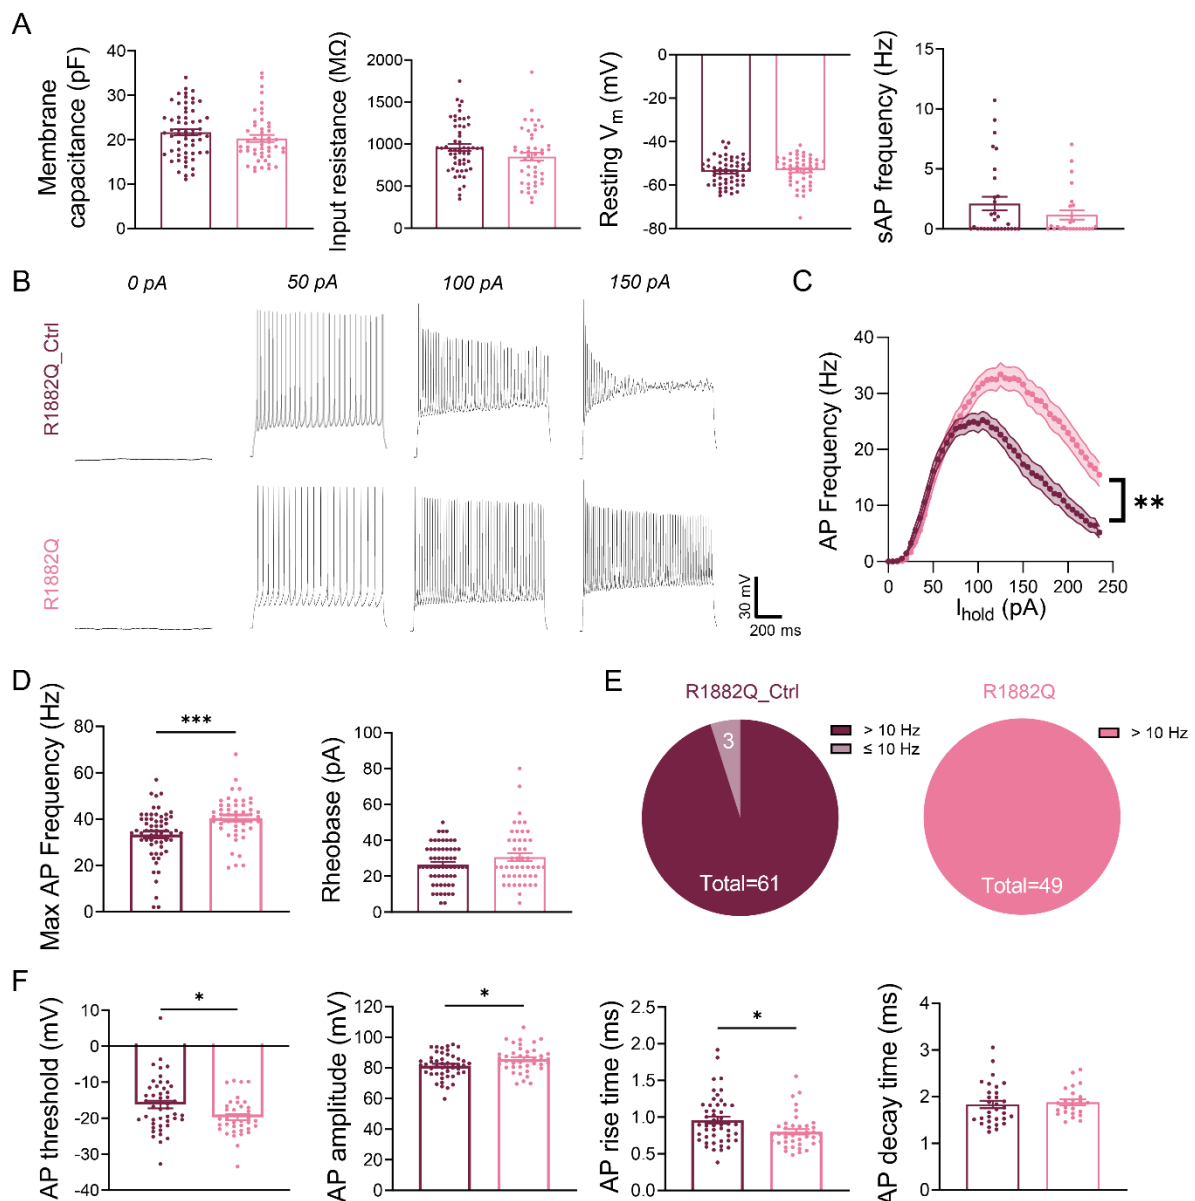 A
Membrane
capacitance (pF)
40
30
20
10
0
Input resistance (MΩ)
2000
1500
1000
500
0
Resting Vm (mV)
0
-20
-40
-60
-80
sAP frequency (Hz)
15
10
5
0
B
0 pA
50 pA
100 pA
150 pA
R1882Q_Ctrl
R1882Q
30 mV
200 ms
C
AP Frequency (Hz)
40
30
20
10
0
0
50
100
150
200
250
Ihold (pA)
**
D
Max AP Frequency (Hz)
80
60
40
20
0
***
Rheobase (pA)
100
80
60
40
20
0
E
R1882Q_Ctrl
3
Total=61
> 10 Hz
≤ 10 Hz
R1882Q
Total=49
> 10 Hz
F
AP threshold (mV)
10
0
-10
-20
-30
-40
*
AP amplitude (mV)
120
100
80
60
40
20
0
*
AP rise time (ms)
2.5
2.0
1.5
1.0
0.5
0.0
*
AP decay time (ms)
4
3
2
1
0